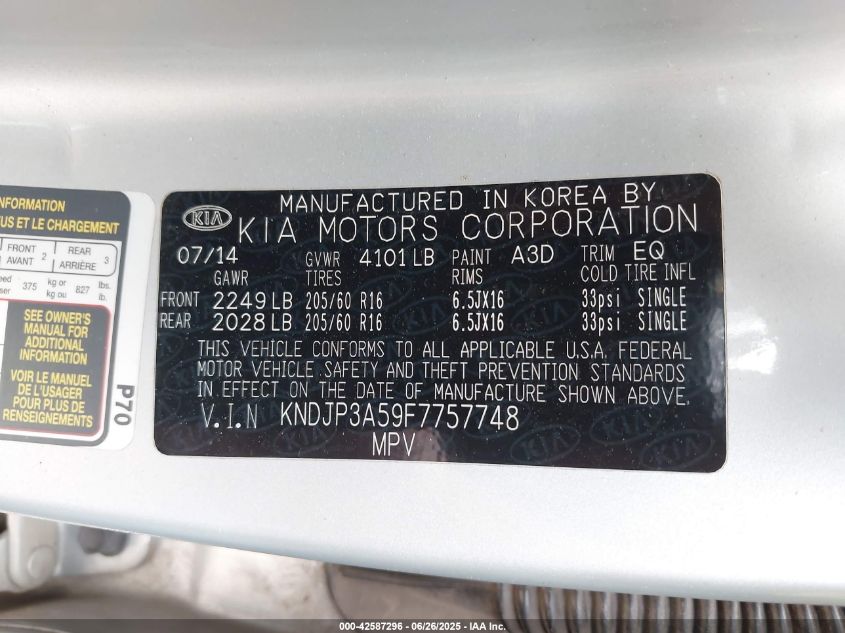 INFORMATION
US ET LE CHARGEMENT
FRONT 2 REAR 3
AVANT ARRIÈRE
375 kg or 827 lbs.
kg ou lb.
SEE OWNER'S
MANUAL FOR
ADDITIONAL
INFORMATION
VOIR LE MANUEL
DE L'USAGER
POUR PLUS DE
RENSEIGNEMENTS
P70
MANUFACTURED IN KOREA BY
KIA KIA MOTORS CORPORATION
07/14 GVWR 4101 LB PAINT A3D TRIM EQ
GAWR TIRES RIMS COLD TIRE INFL
FRONT 2249 LB 205/60 R16 6.5JX16 33psi SINGLE
REAR 2028 LB 205/60 R16 6.5JX16 33psi SINGLE
THIS VEHICLE CONFORMS TO ALL APPLICABLE U.S.A. FEDERAL
MOTOR VEHICLE SAFETY AND THEFT PREVENTION STANDARDS
IN EFFECT ON THE DATE OF MANUFACTURE SHOWN ABOVE.
V.I.N KNDJP3A59F7757748
MPV
000-42587296 - 06/26/2025 - IAA Inc.